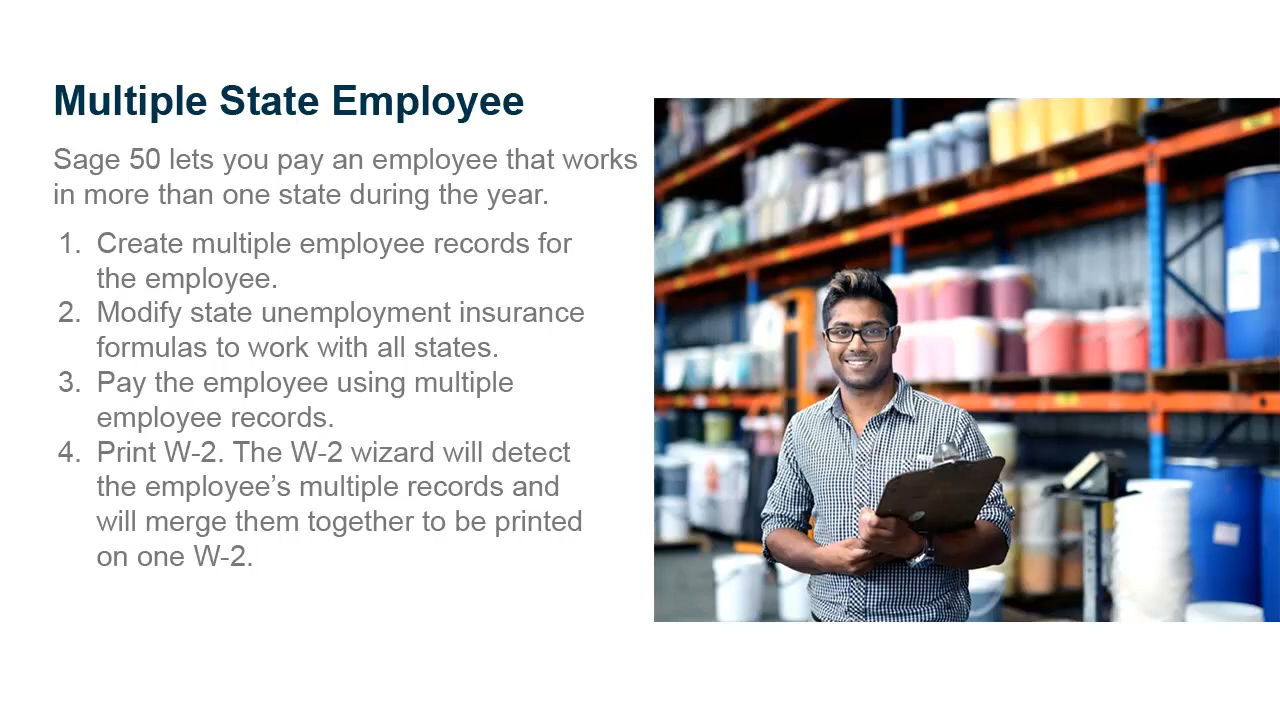 Multiple State Employee
Sage 50 lets you pay an employee that works
in more than one state during the year.
1. Create multiple employee records for
the employee.
2. Modify state unemployment insurance
formulas to work with all states.
3. Pay the employee using multiple
employee records.
4. Print W-2. The W-2 wizard will detect
the employee’s multiple records and
will merge them together to be printed
on one W-2.